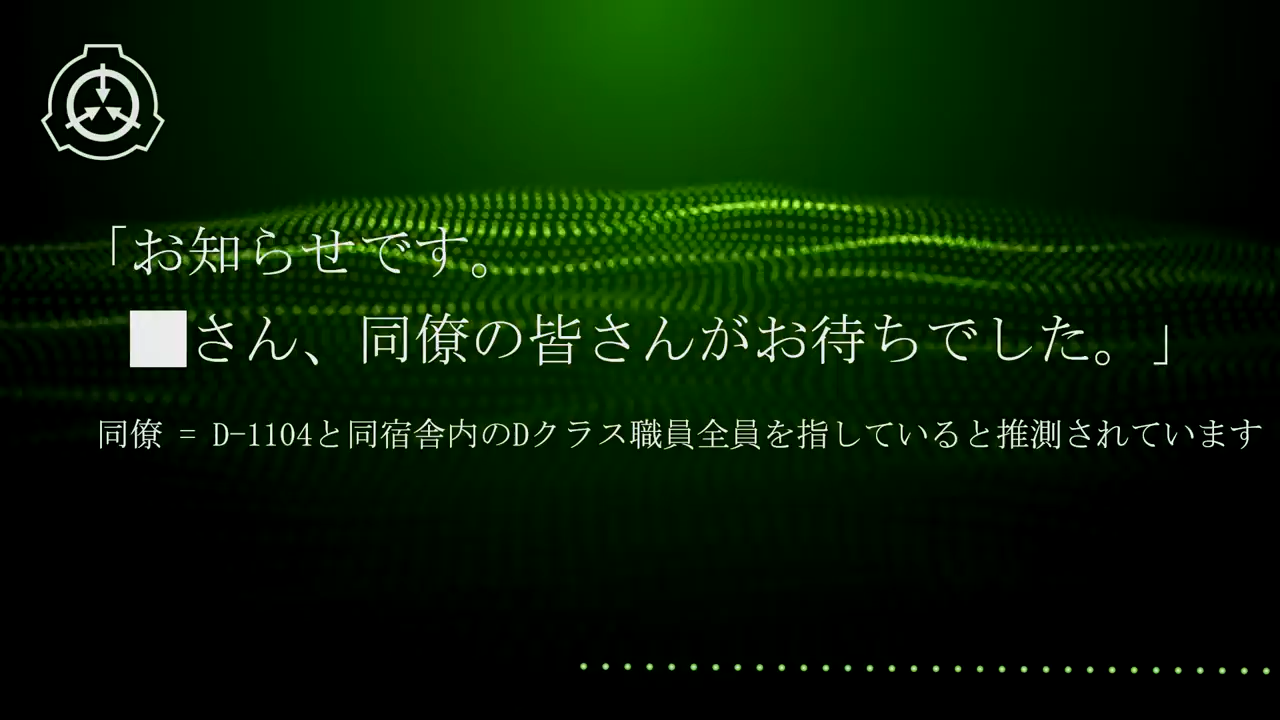 「お知らせです。
■さん、同僚の皆さんがお待ちでした。」
同僚 = D-1104と同宿舎内のDクラス職員全員を指していると推測されています